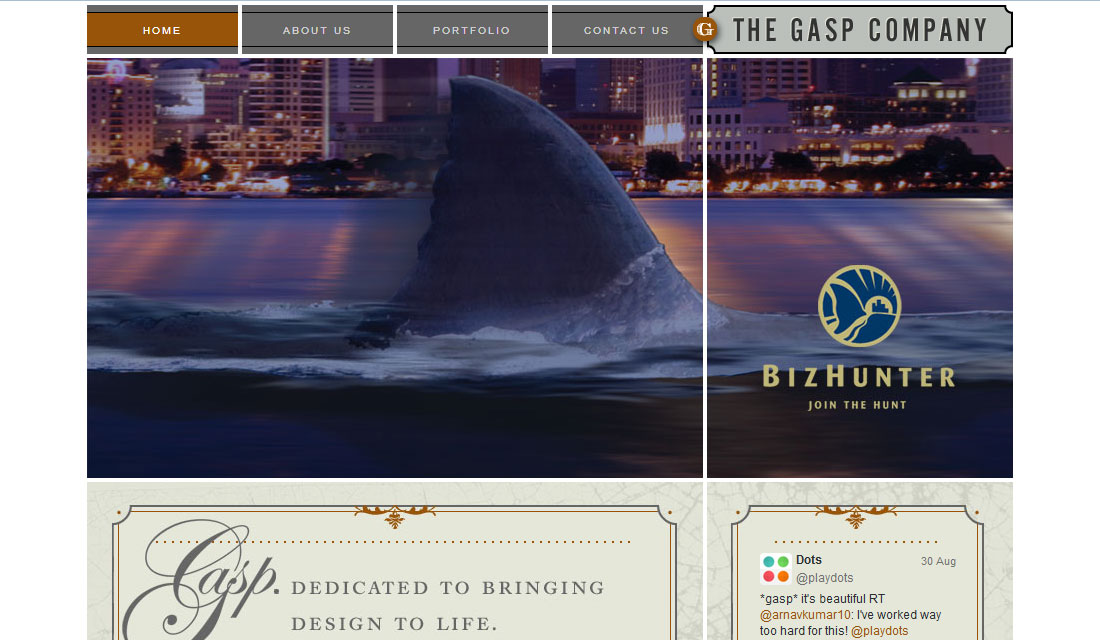 HOME
ABOUT US
PORTFOLIO
CONTACT US
G
THE GASP COMPANY
BIZHUNTER
JOIN THE HUNT
Gasp. DEDICATED TO BRINGING
DESIGN TO LIFE.
Dots
30 Aug
@playdots
*gasp* it's beautiful RT
@arnavkumar10: I've worked way
too hard for this! @playdots